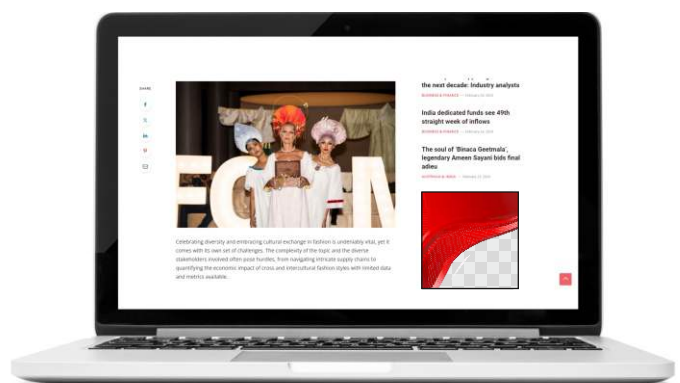 SHARE
the next decade: Industry analysts
BUSINESS & FINANCE
India dedicated funds see 49th
straight week of inflows
BUSINESS & FINANCE
The soul of 'Binaca Geetmala',
legendary Ameen Sayani bids final
adieu
AUSTRALIA & INDIA
FCM
Celebrating diversity and embracing cultural exchange in fashion is undeniably vital, yet it
comes with its own set of challenges. The complexity of the topic and the diverse
stakeholders involved often pose hurdles, from navigating intricate supply chains to
quantifying the economic impact of cross and intercultural fashion styles with limited data
and metrics available.